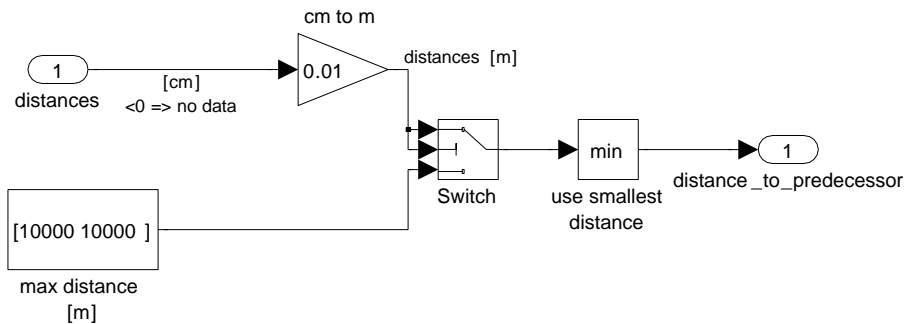 cm to m
0.01
distances [m]
1
[cm]
distances
<0 => no data
min
1
Switch
use smallest
distance
distance _to_predecessor
[10000 10000 ]
max distance
[m]